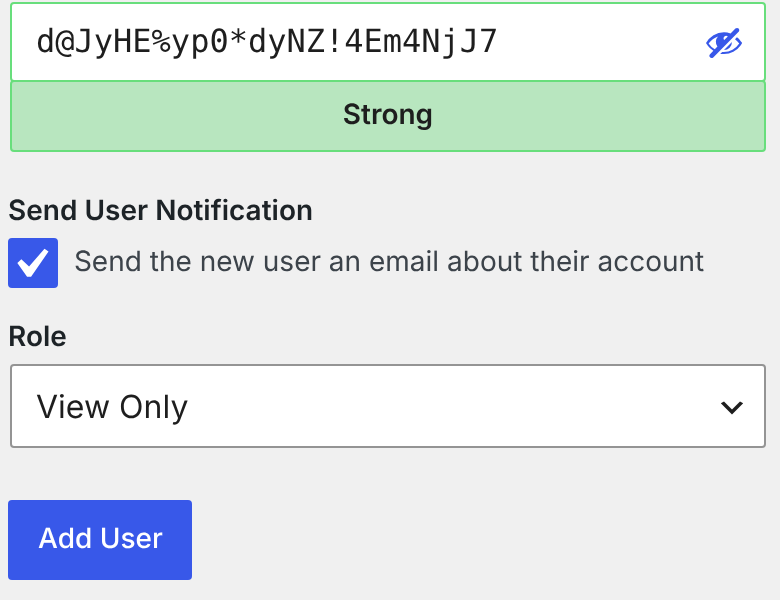 d@JyHE%yp0*dyNZ!4Em4NjJ7
Strong
Send User Notification
Send the new user an email about their account
Role
View Only
Add User